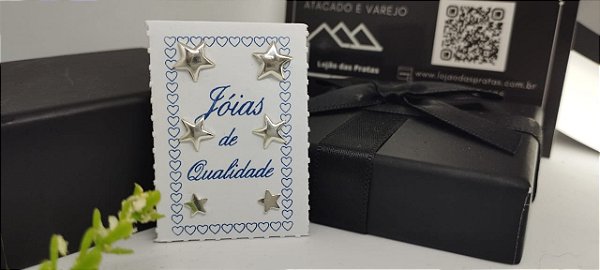 ATACADO E VAREJO
Lojão das Pratas
www.lojaodaspratas.com.br
Jóias
de
Qualidade